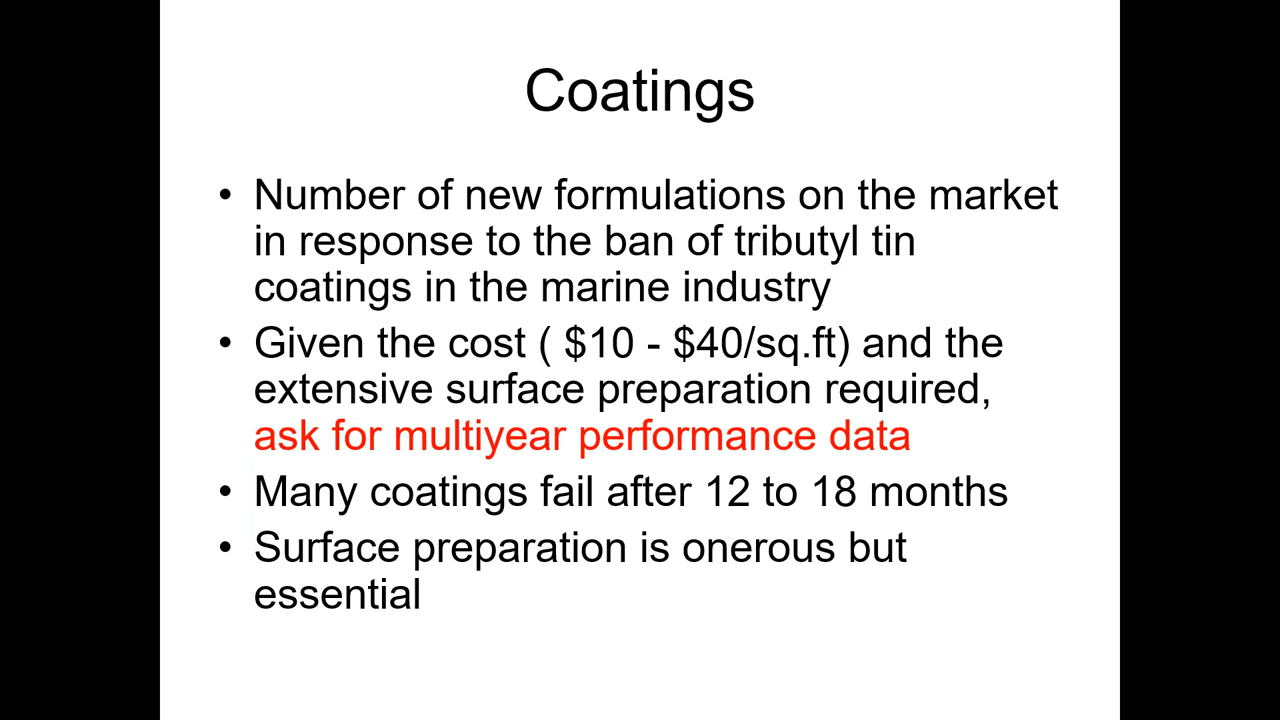 Coatings
• Number of new formulations on the market
in response to the ban of tributyl tin
coatings in the marine industry
• Given the cost ( $10 - $40/sq.ft) and the
extensive surface preparation required,
ask for multiyear performance data
• Many coatings fail after 12 to 18 months
• Surface preparation is onerous but
essential